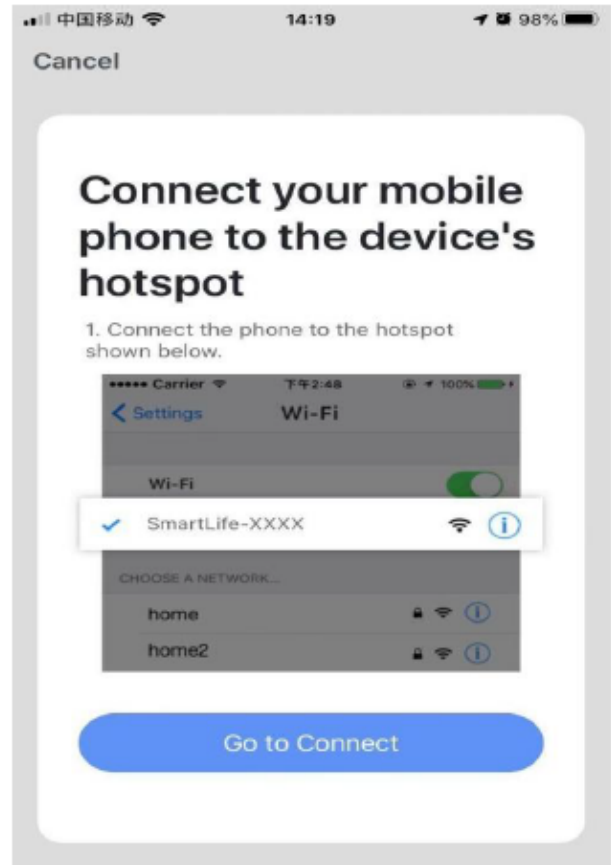 中国移动 14:19 98%
Cancel
Connect your mobile
phone to the device's
hotspot
1. Connect the phone to the hotspot
shown below.
Carrier 下午2:48 100%
Settings Wi-Fi
Wi-Fi
SmartLife-XXXX
CHOOSE A NETWORK...
home
home2
Go to Connect